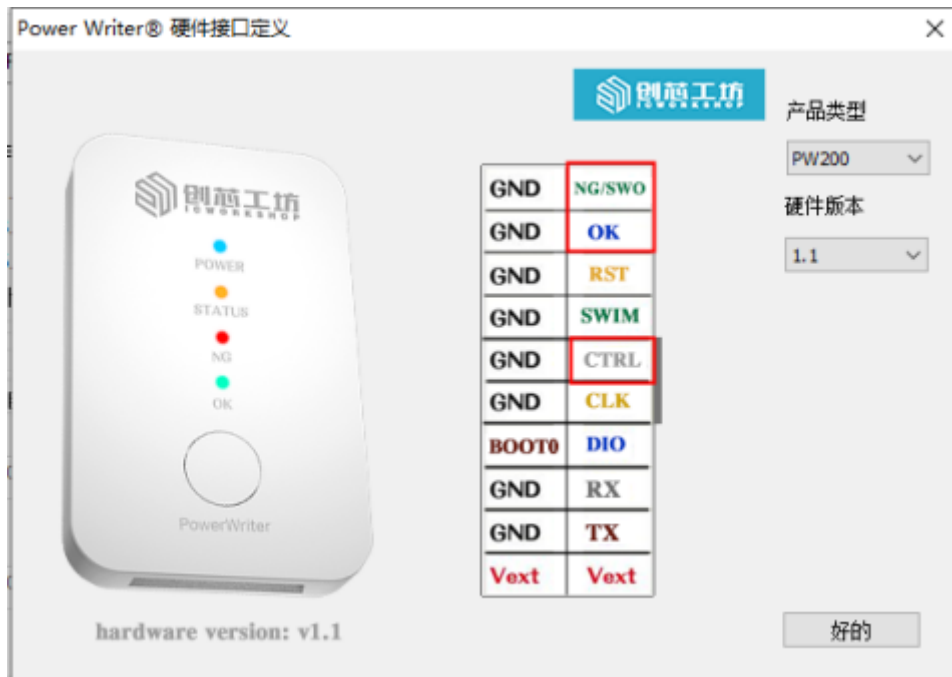 Power Writer® 硬件接口定义
创芯工坊
ICWORKSHOP
POWER
STATUS
NG
OK
PowerWriter
hardware version: v1.1
创芯工坊
ICWORKSHOP
GND NG/SWO
GND OK
GND RST
GND SWIM
GND CTRL
GND CLK
BOOT0 DIO
GND RX
GND TX
Vext Vext
产品类型
PW200
硬件版本
1.1
好的